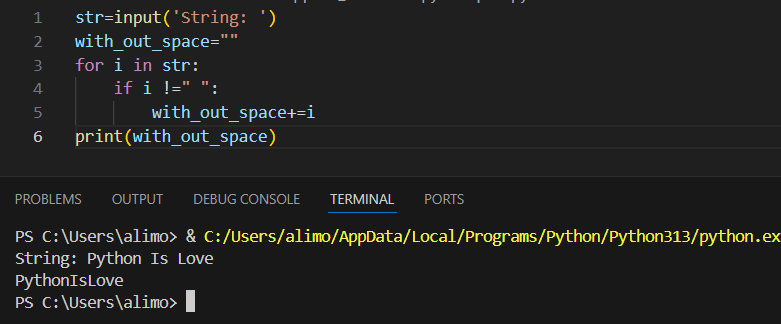 1 str=input('String: ')
2 with_out_space=""
3 for i in str:
4     if i !=" ":
5         with_out_space+=i
6 print(with_out_space)
PROBLEMS OUTPUT DEBUG CONSOLE TERMINAL PORTS
PS C:\Users\alimo> & C:/Users/alimo/AppData/Local/Programs/Python/Python313/python.ex
String: Python Is Love
PythonIsLove
PS C:\Users\alimo>